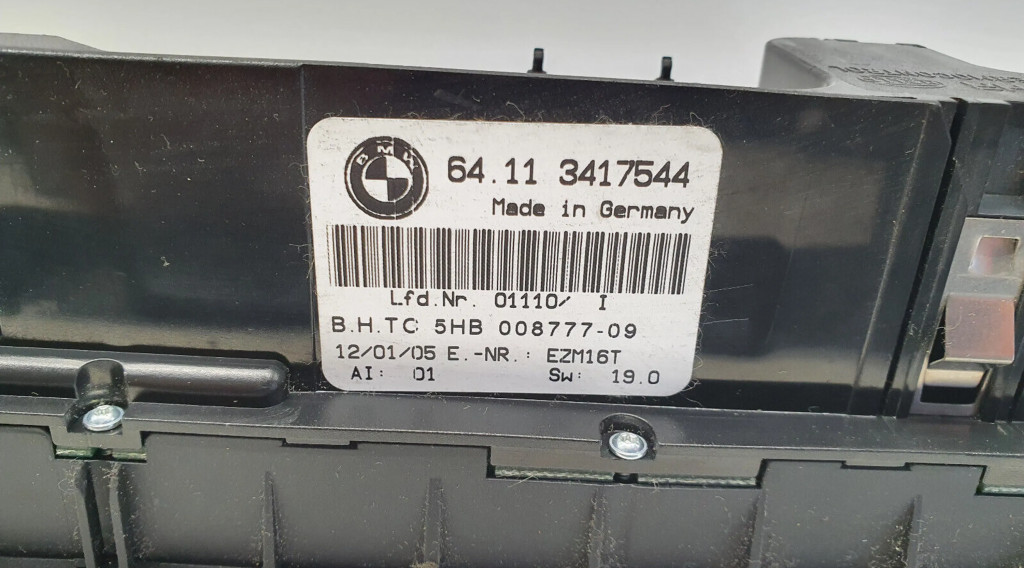 BMW
64.11 3417544
Made in Germany
Lfd.Nr. 01110/ I
B.H.TC 5HB 008777-09
12/01/05 E.-NR.: EZM16T
AI: 01 Sw: 19.0